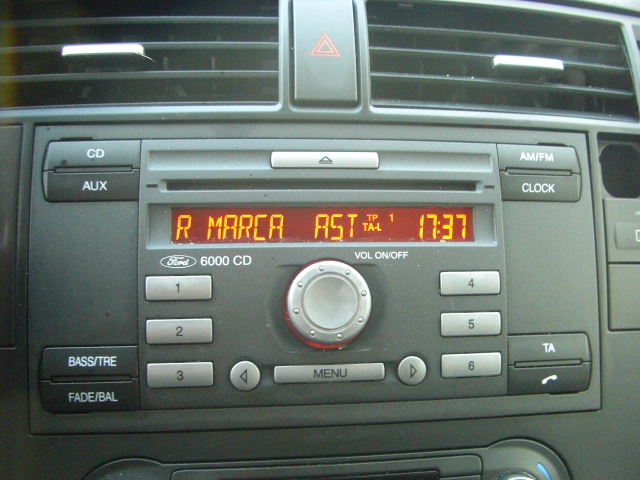 CD
AUX
AM/FM
CLOCK
R MARCA AST TP TA-L 1 17:37
Ford 6000 CD
VOL ON/OFF
1
2
3
4
5
6
MENU
BASS/TRE
FADE/BAL
TA